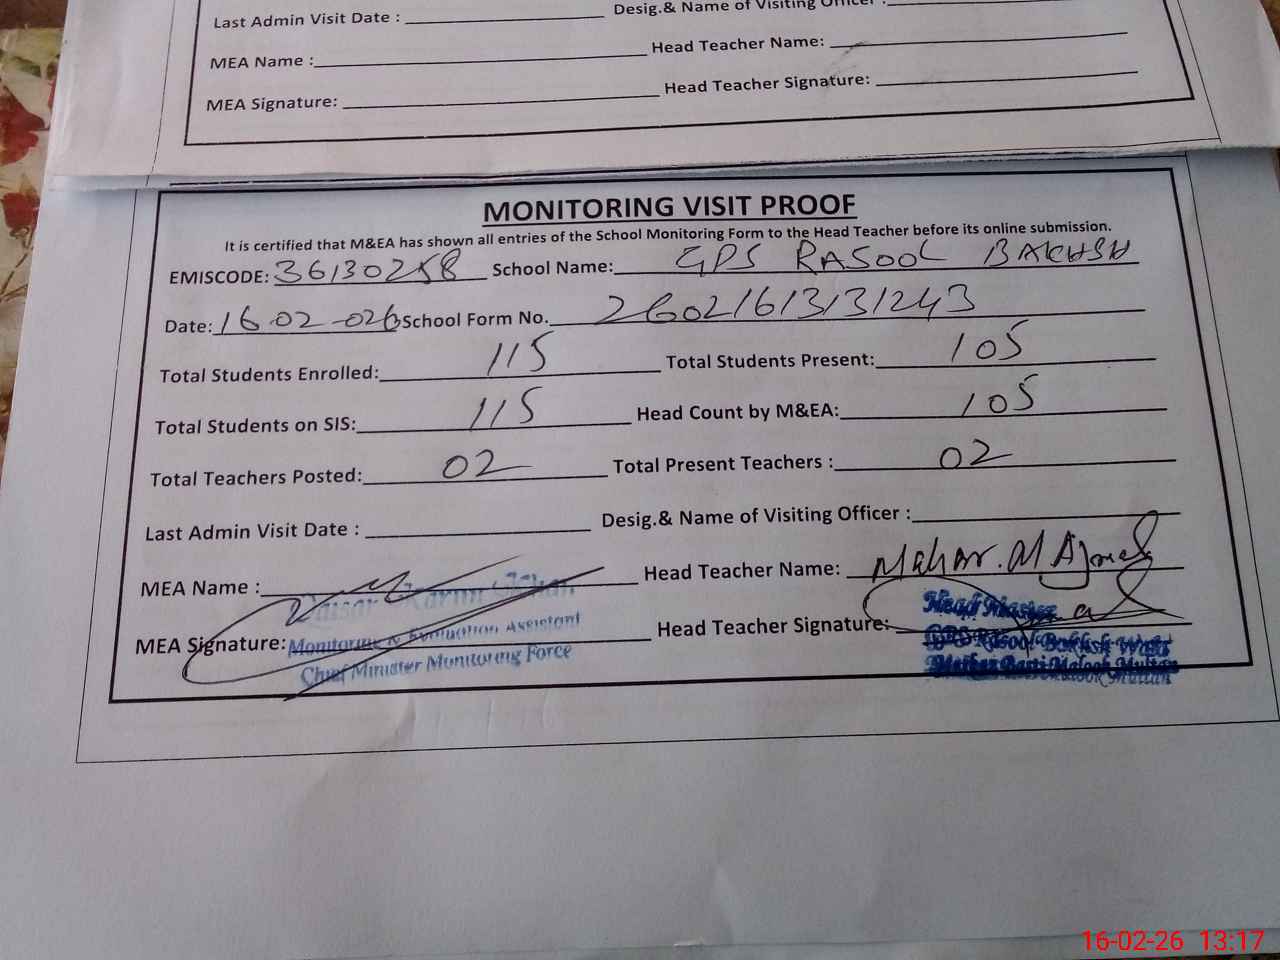 Last Admin Visit Date : Desig.& Name of Visiting Officer :
MEA Name : Head Teacher Name:
MEA Signature: Head Teacher Signature:
MONITORING VISIT PROOF
It is certified that M&EA has shown all entries of the School Monitoring Form to the Head Teacher before its online submission.
EMISCODE: School Name: GPS RASOOL BAKHSH
Date: 16-02-026 School Form No. 26021613131243
Total Students Enrolled: 115 Total Students Present: 105
Total Students on SIS: 115 Head Count by M&EA: 105
Total Teachers Posted: 02 Total Present Teachers : 02
Last Admin Visit Date : Desig.& Name of Visiting Officer :
MEA Name : Head Teacher Name: Mehar. M Ajmal
MEA Signature: Head Teacher Signature:
Head Master
Monitoring & Evaluation Assistant
Chief Minister Monitoring Force
16-02-26 13:17